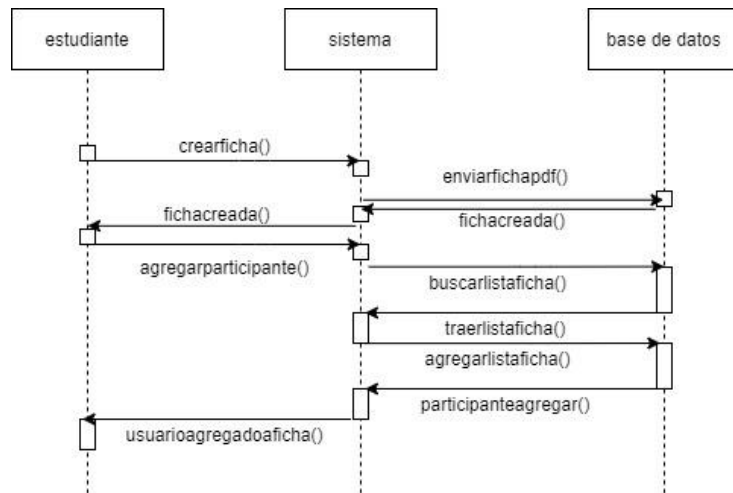 estudiante
sistema
base de datos
crearficha()
enviarfichapdf()
fichacreada()
fichacreada()
agregarparticipante()
buscarlistaficha()
traerlistaficha()
agregarlistaficha()
participanteagregar()
usuarioagregadoaficha()